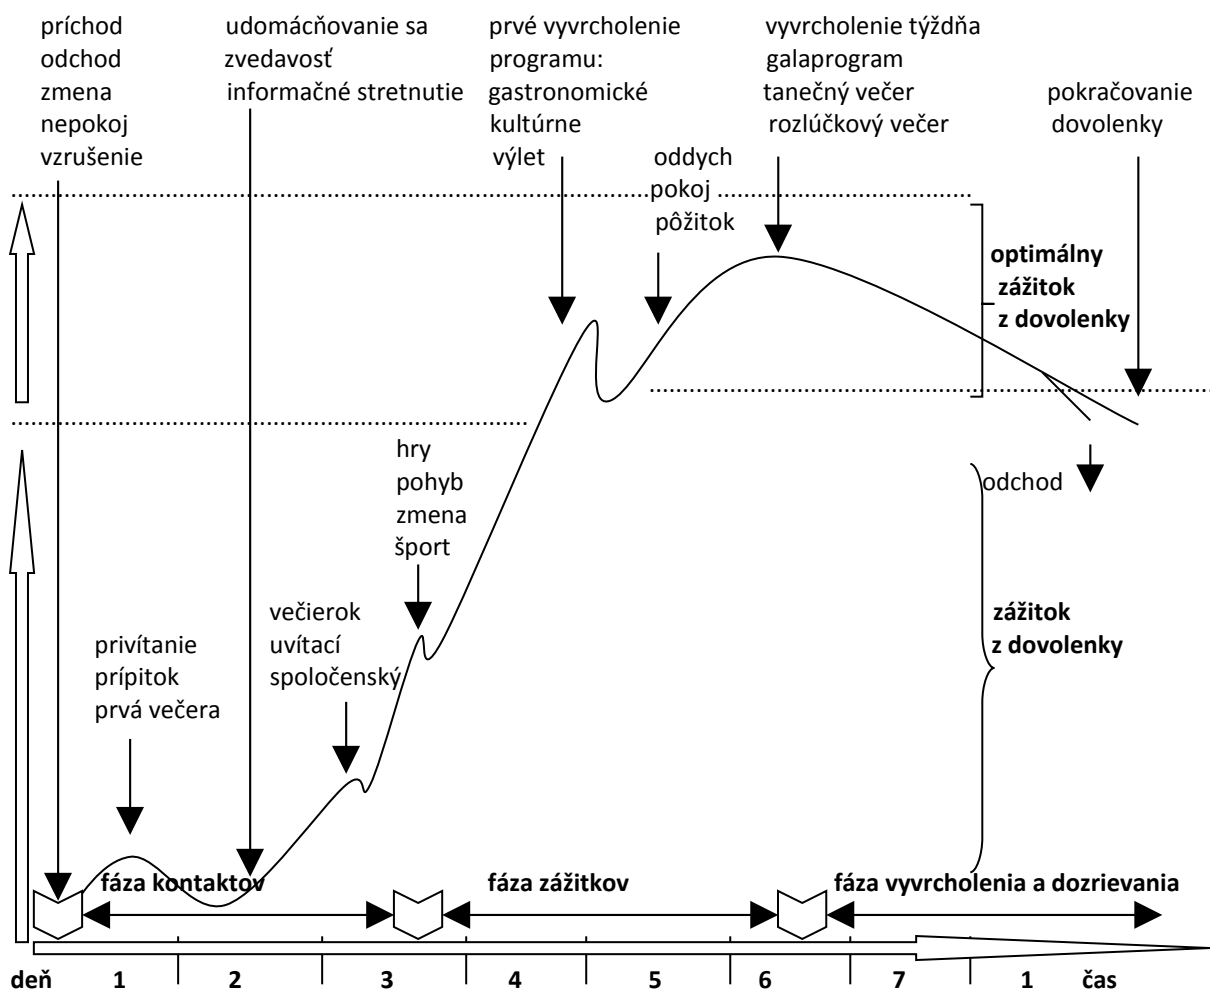 príchod
odchod
zmena
nepokoj
vzrušenie
udomácňovanie sa
zvedavosť
informačné stretnutie
prvé vyvrcholenie
programu:
gastronomické
kultúrne
výlet
oddych
pokoj
pôžitok
vyvrcholenie týždňa
galaprogram
tanečný večer
rozlúčkový večer
pokračovanie
dovolenky
optimálny
zážitok
z dovolenky
hry
pohyb
zmena
šport
odchod
večierok
uvítací
spoločenský
privítanie
prípitok
prvá večera
zážitok
z dovolenky
fáza kontaktov
fáza zážitkov
fáza vyvrcholenia a dozrievania
deň 1 2 3 4 5 6 7 1 čas